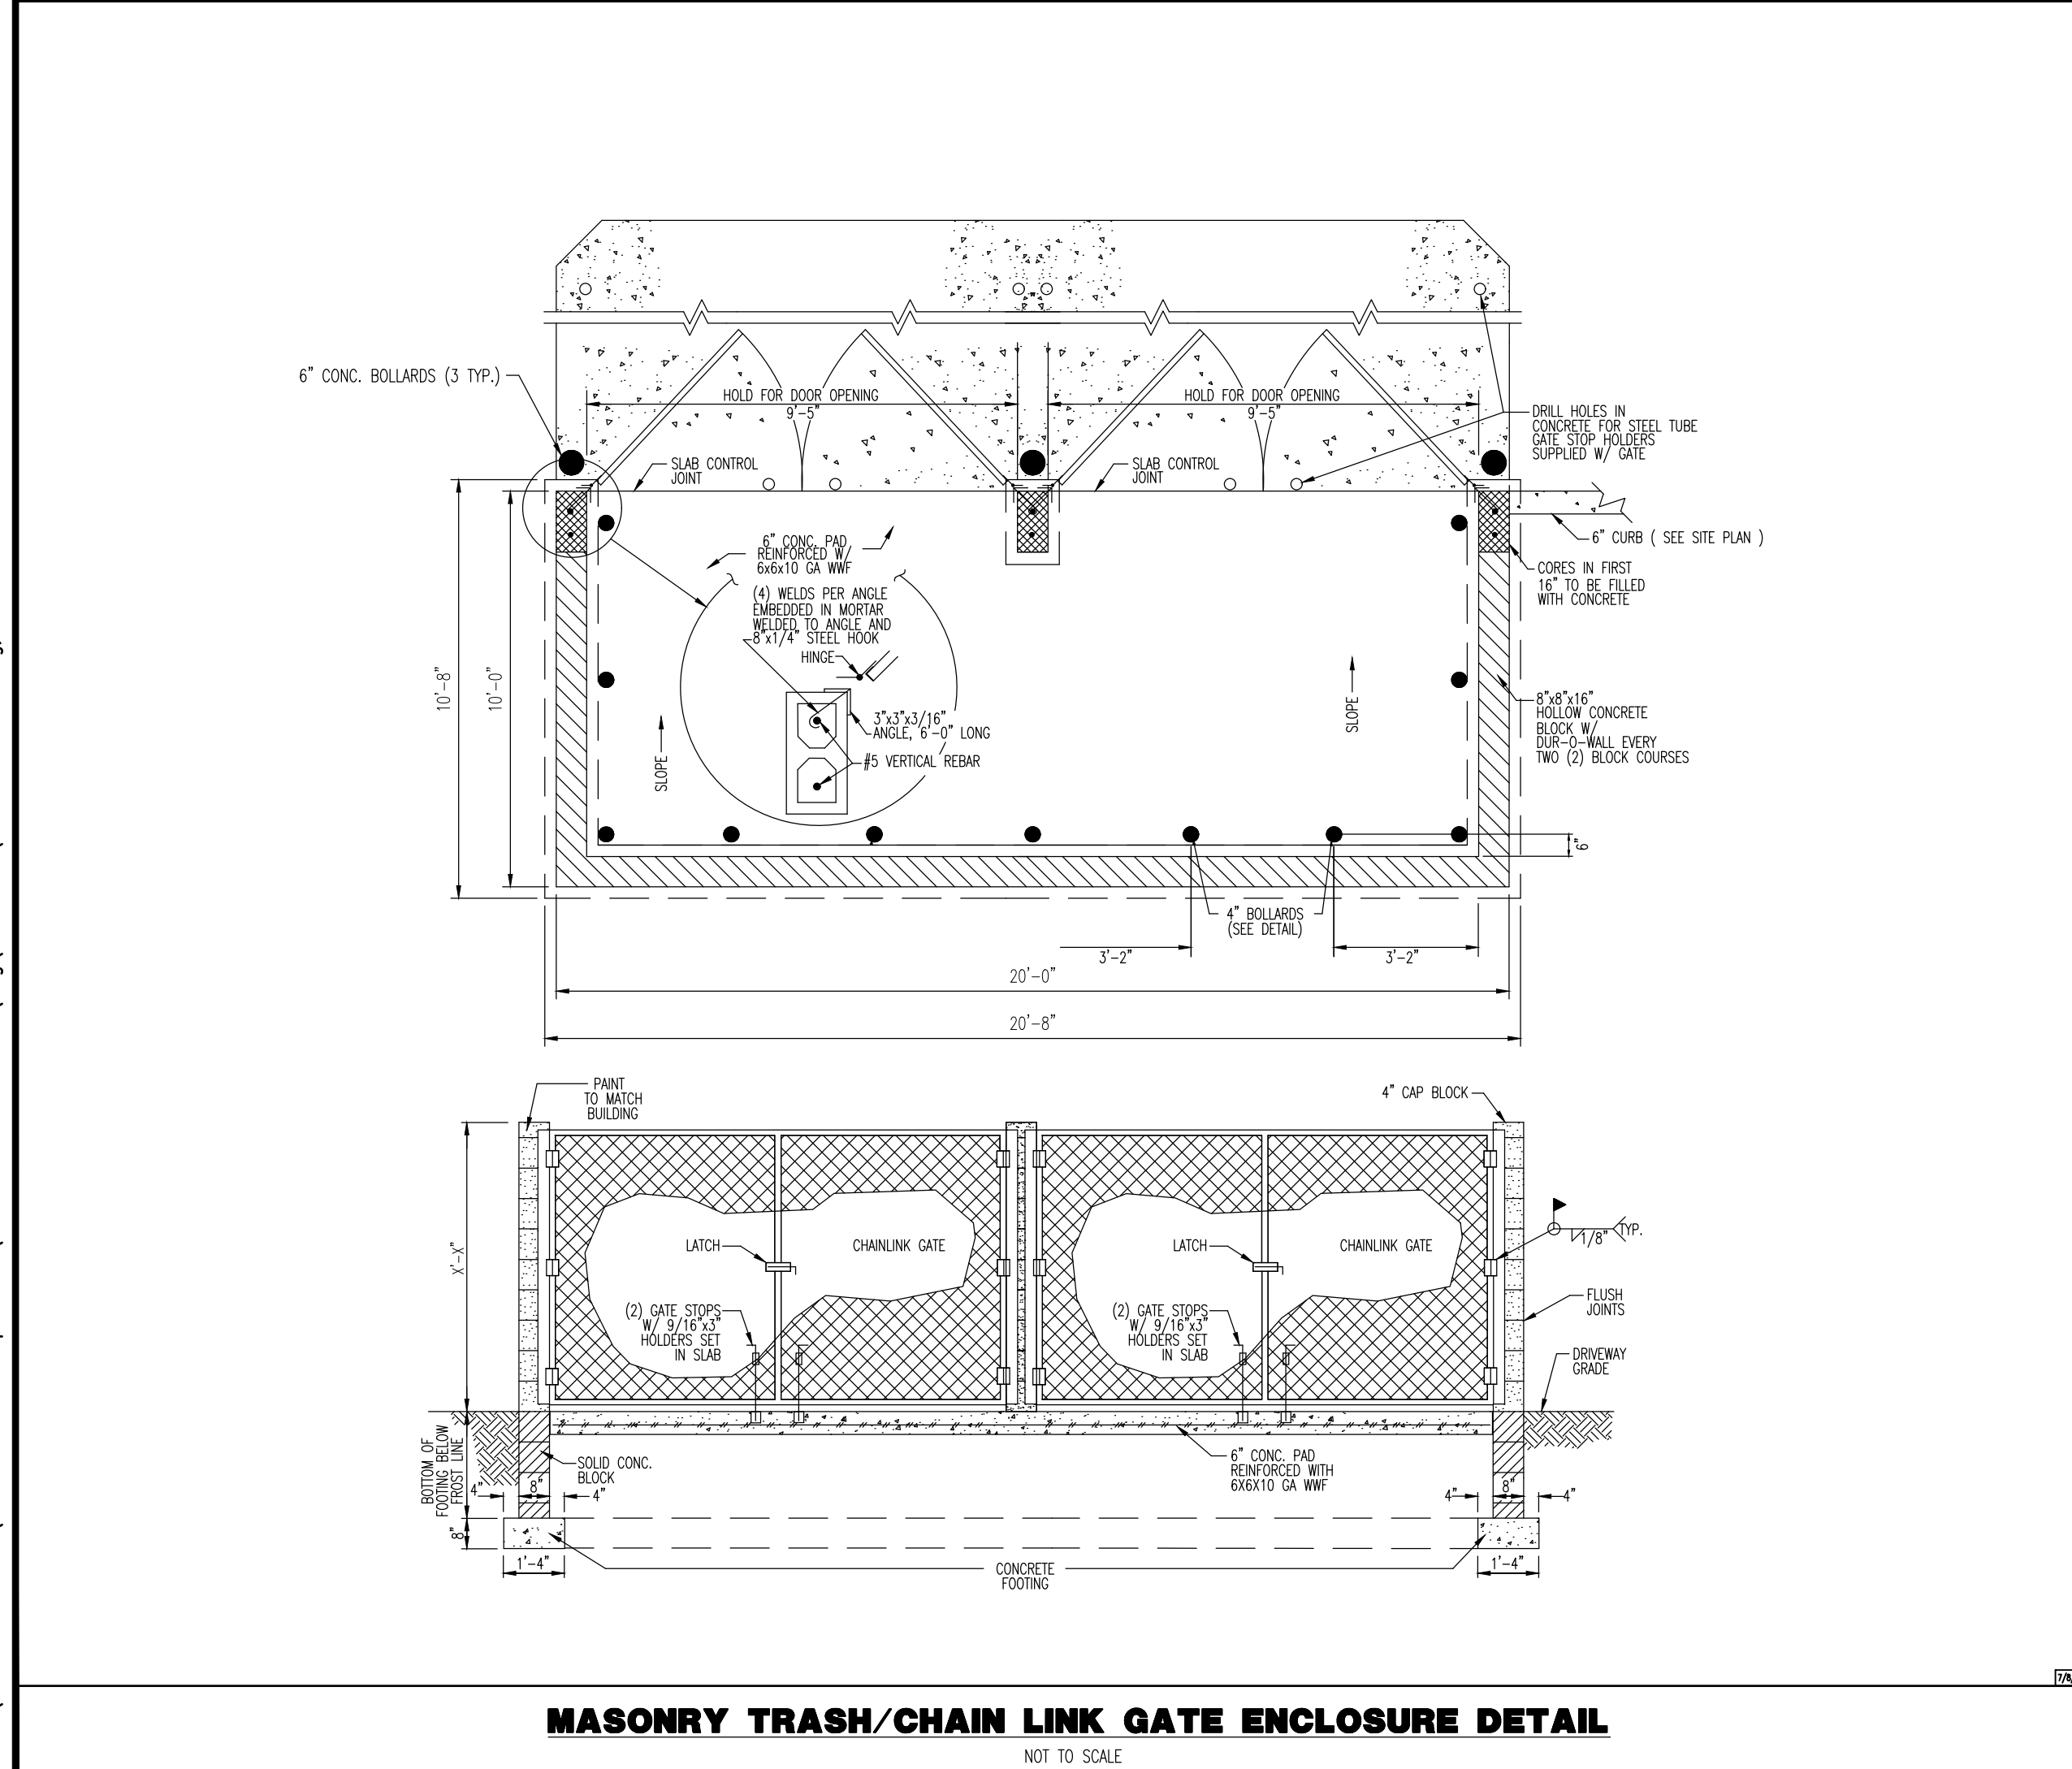 6" CONC. BOLLARDS (3 TYP.)
HOLD FOR DOOR OPENING
9'-5"
HOLD FOR DOOR OPENING
9'-5"
DRILL HOLES IN
CONCRETE FOR STEEL TUBE
GATE STOP HOLDERS
SUPPLIED W/ GATE
SLAB CONTROL
JOINT
SLAB CONTROL
JOINT
6" CURB ( SEE SITE PLAN )
6" CONC. PAD
REINFORCED W/
6x6x10 GA WWF
CORES IN FIRST
16" TO BE FILLED
WITH CONCRETE
(4) WELDS PER ANGLE
EMBEDDED IN MORTAR
WELDED TO ANGLE AND
8"x1/4" STEEL HOOK
HINGE
10'-8"
10'-0"
SLOPE
SLOPE
3"x3"x3/16"
ANGLE, 6'-0" LONG
#5 VERTICAL REBAR
8"x8"x16"
HOLLOW CONCRETE
BLOCK W/
DUR-O-WALL EVERY
TWO (2) BLOCK COURSES
6"
4" BOLLARDS
(SEE DETAIL)
3'-2"
3'-2"
20'-0"
20'-8"
PAINT
TO MATCH
BUILDING
4" CAP BLOCK
X'-X"
LATCH
CHAINLINK GATE
LATCH
CHAINLINK GATE
1/8"
TYP.
(2) GATE STOPS
W/ 9/16"x3"
HOLDERS SET
IN SLAB
(2) GATE STOPS
W/ 9/16"x3"
HOLDERS SET
IN SLAB
FLUSH
JOINTS
DRIVEWAY
GRADE
BOTTOM OF
FOOTING BELOW
FROST LINE
SOLID CONC.
BLOCK
6" CONC. PAD
REINFORCED WITH
6X6X10 GA WWF
4"
8"
4"
4"
8"
4"
8"
1'-4"
CONCRETE
FOOTING
1'-4"
MASONRY TRASH/CHAIN LINK GATE ENCLOSURE DETAIL
NOT TO SCALE